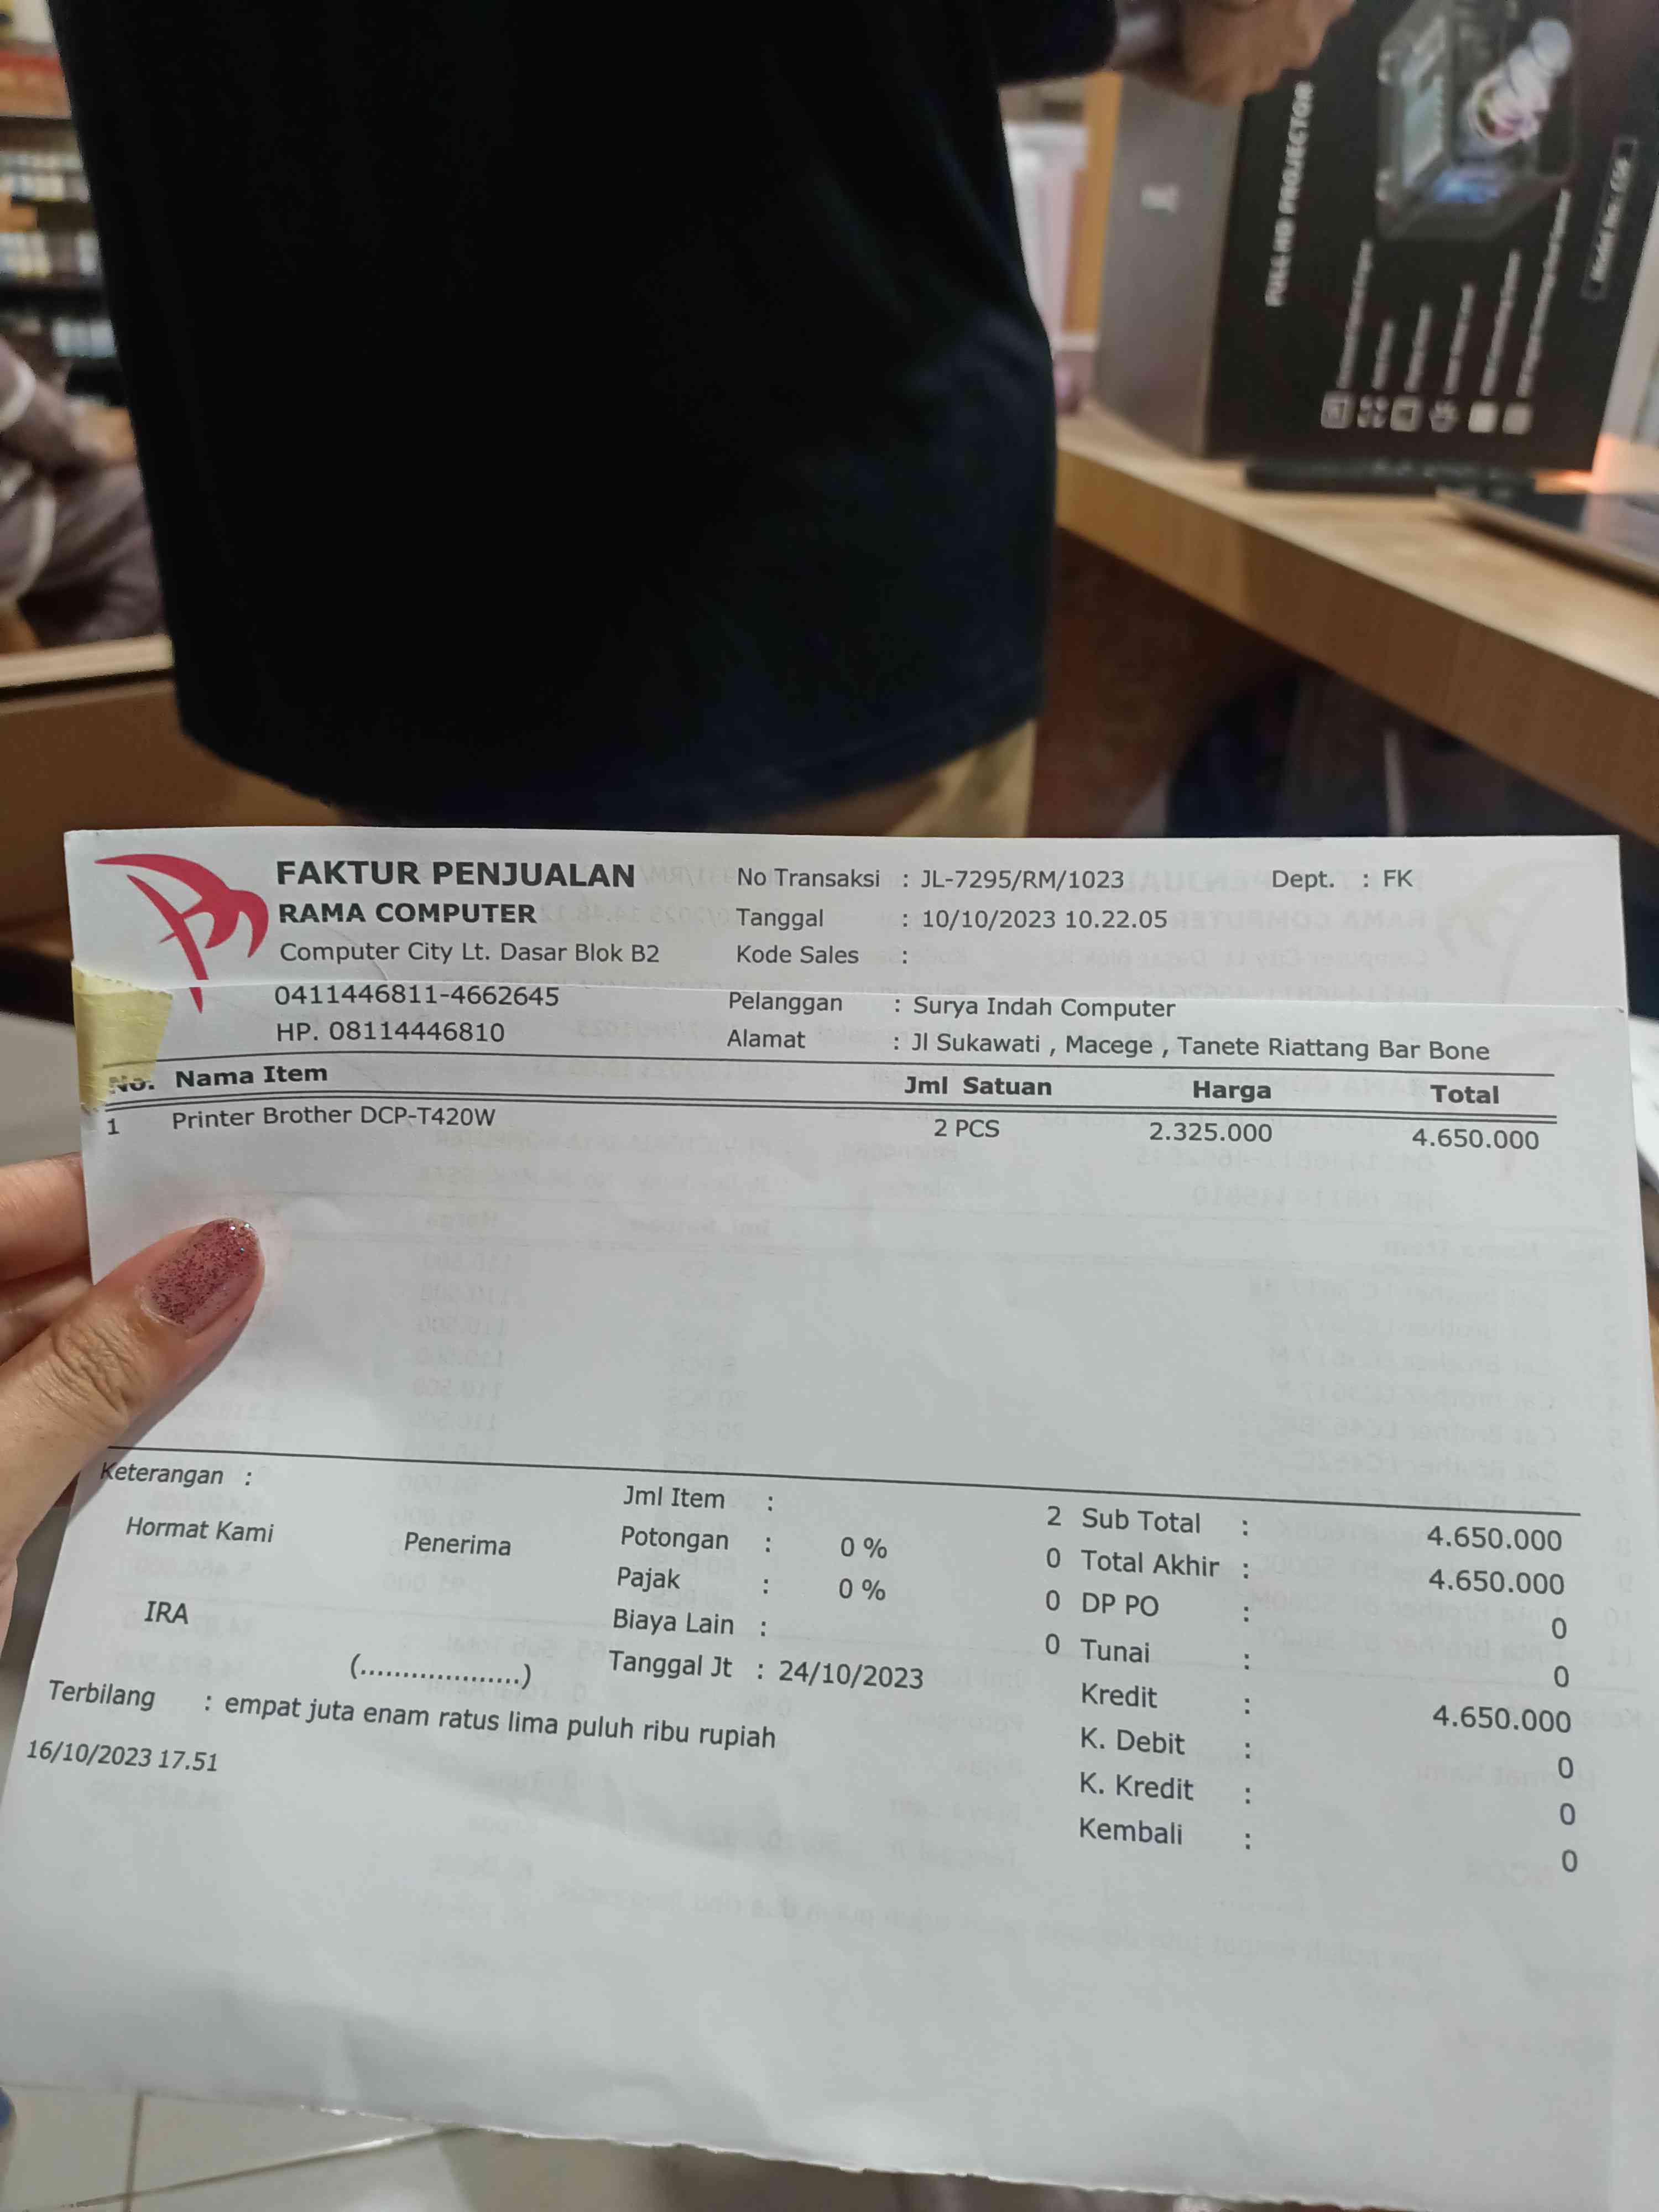 FULL HD PROJECTOR
FAKTUR PENJUALAN
RAMA COMPUTER
Computer City Lt. Dasar Blok B2
0411446811-4662645
HP. 08114446810
No Transaksi : JL-7295/RM/1023 Dept. : FK
Tanggal : 10/10/2023 10.22.05
Kode Sales :
Pelanggan : Surya Indah Computer
Alamat : Jl Sukawati , Macege , Tanete Riattang Bar Bone
No. Nama Item Jml Satuan Harga Total
1 Printer Brother DCP-T420W 2 PCS 2.325.000 4.650.000
Keterangan :
Hormat Kami Penerima
IRA
(...................)
Jml Item : 2
Potongan : 0 % 0
Pajak : 0 % 0
Biaya Lain : 0
Tanggal Jt : 24/10/2023
Sub Total : 4.650.000
Total Akhir : 4.650.000
DP PO : 0
Tunai : 0
Kredit : 4.650.000
K. Debit : 0
K. Kredit : 0
Kembali : 0
Terbilang : empat juta enam ratus lima puluh ribu rupiah
16/10/2023 17.51